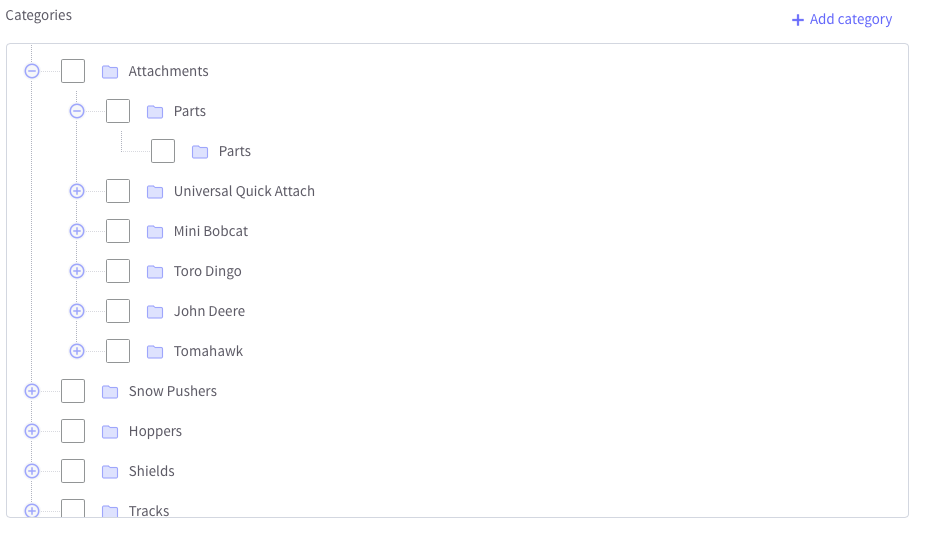 Categories
+ Add category
Attachments
Parts
Parts
Universal Quick Attach
Mini Bobcat
Toro Dingo
John Deere
Tomahawk
Snow Pushers
Hoppers
Shields
Tracks